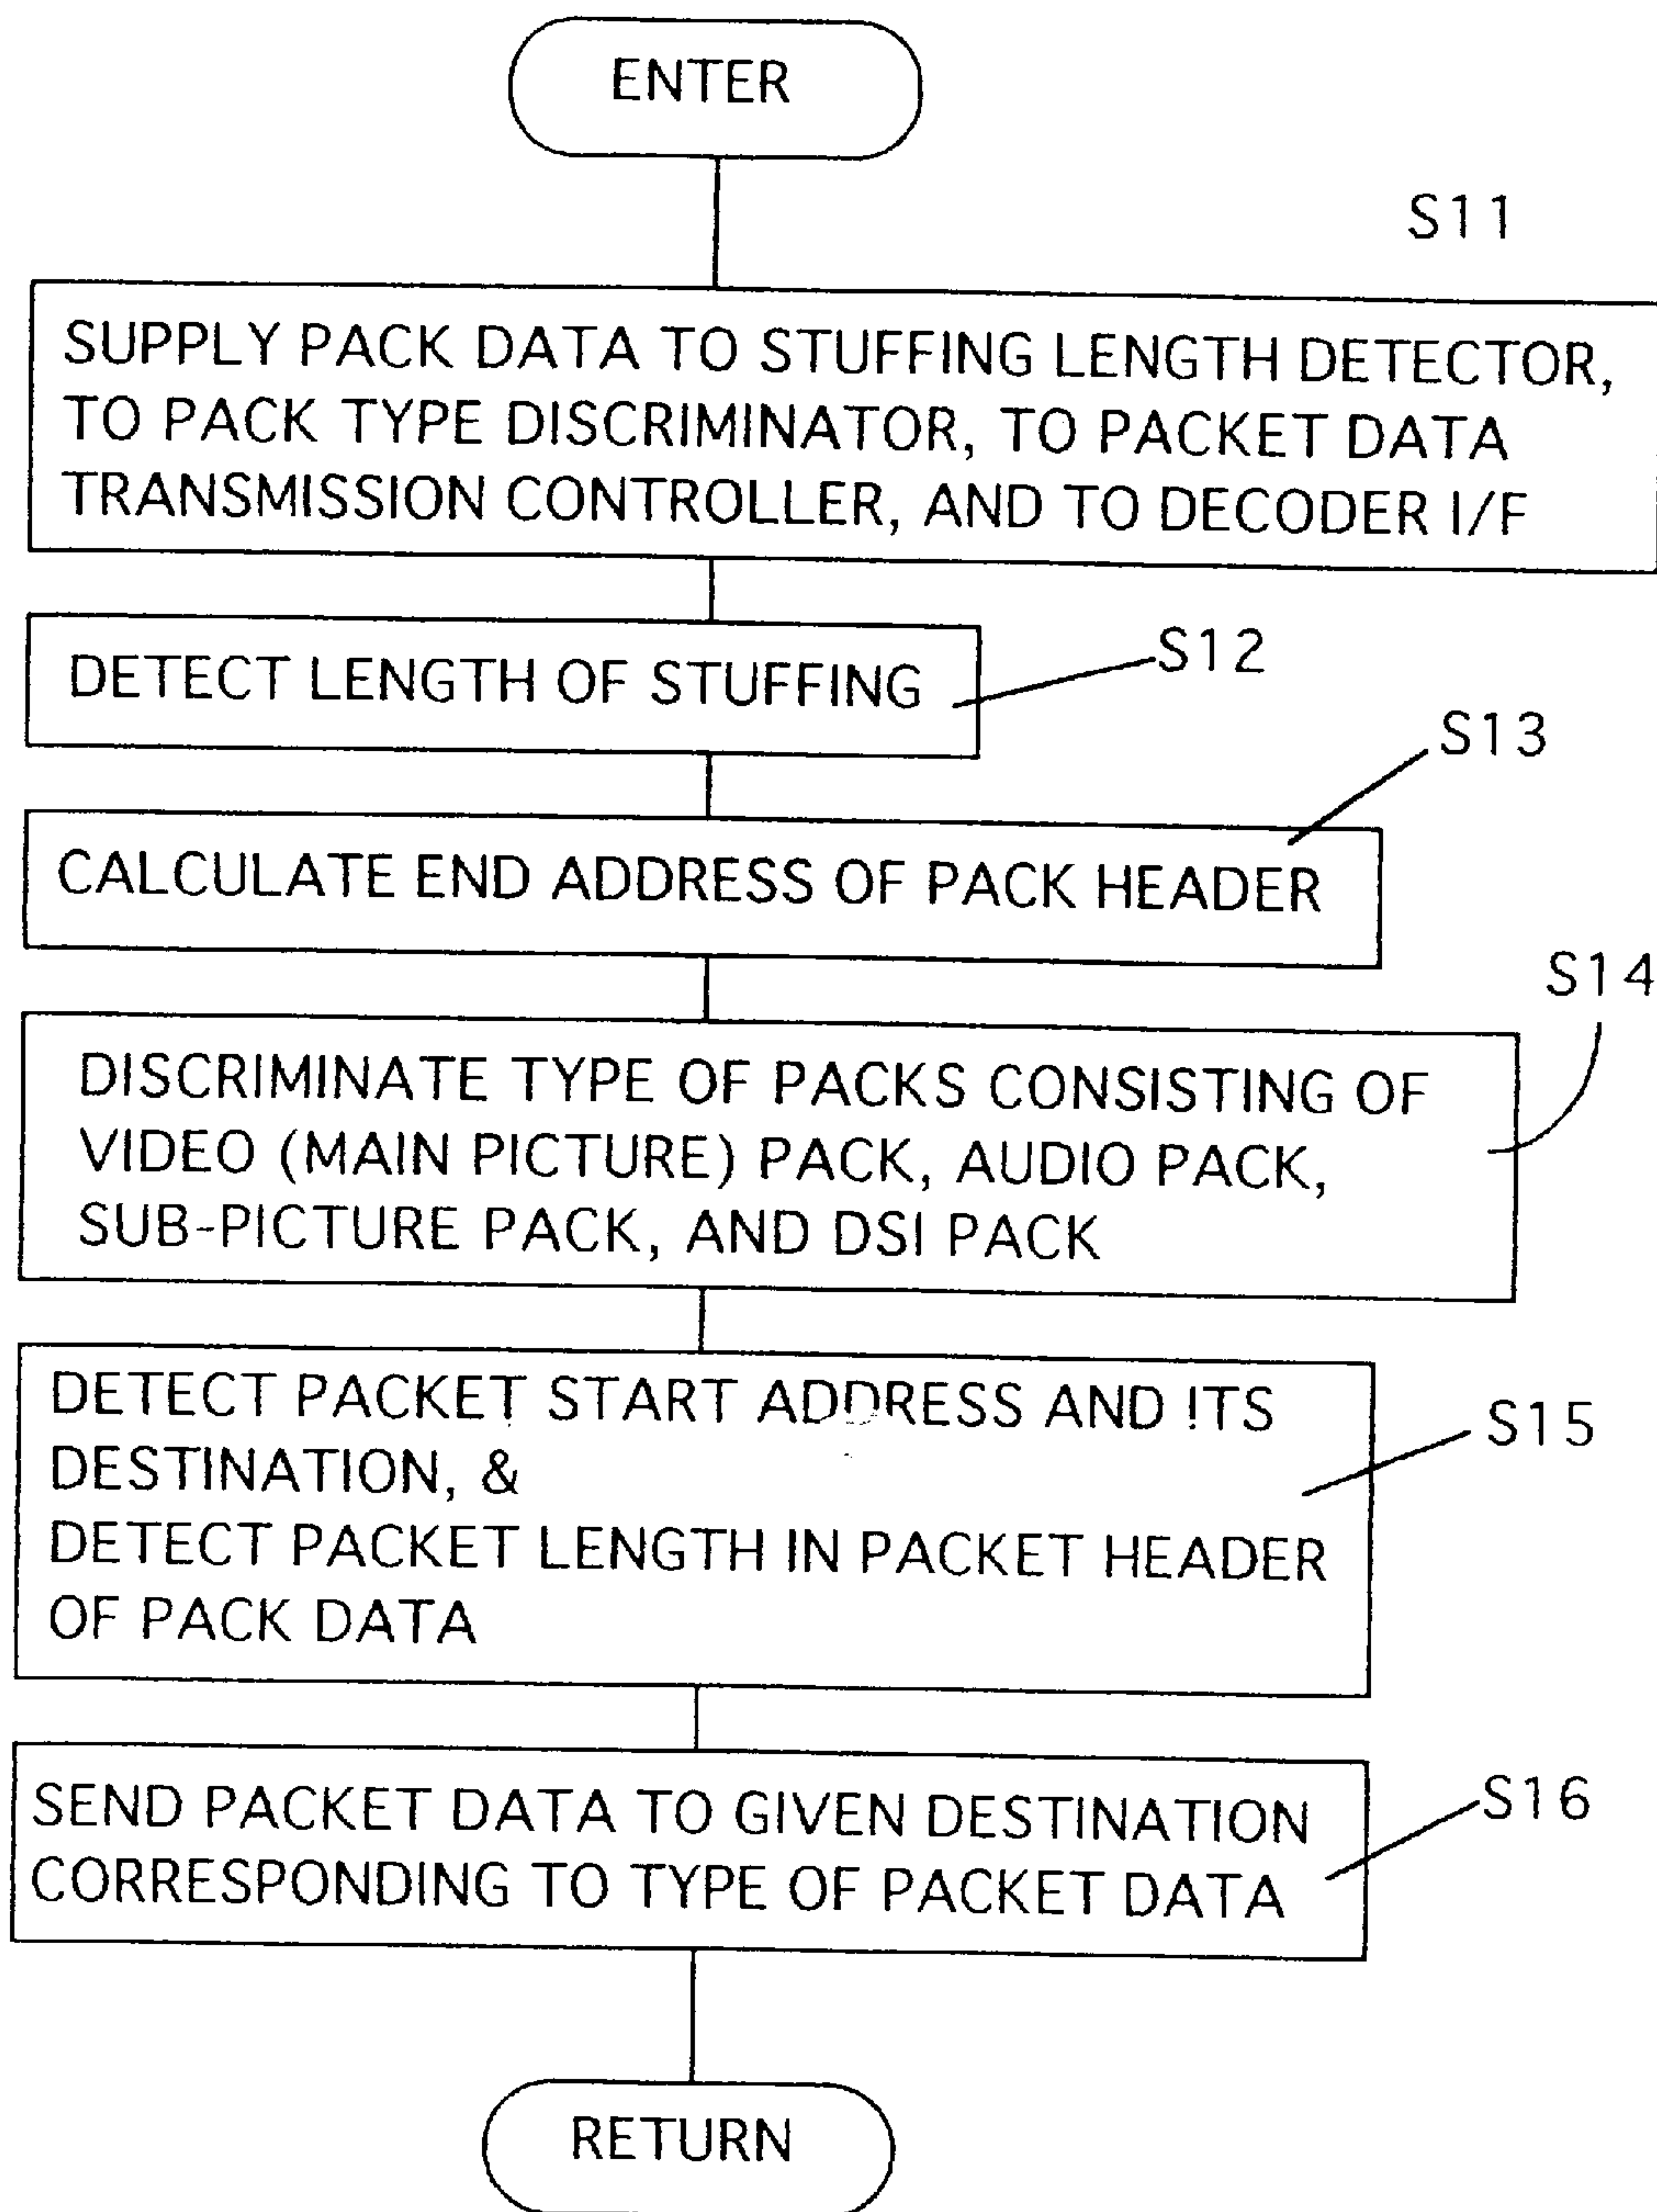 ENTER
S11
SUPPLY PACK DATA TO STUFFING LENGTH DETECTOR,
TO PACK TYPE DISCRIMINATOR, TO PACKET DATA
TRANSMISSION CONTROLLER, AND TO DECODER I/F
DETECT LENGTH OF STUFFING
S12
S13
CALCULATE END ADDRESS OF PACK HEADER
S14
DISCRIMINATE TYPE OF PACKS CONSISTING OF
VIDEO (MAIN PICTURE) PACK, AUDIO PACK,
SUB-PICTURE PACK, AND DSI PACK
DETECT PACKET START ADDRESS AND ITS
DESTINATION, &
DETECT PACKET LENGTH IN PACKET HEADER
OF PACK DATA
S15
SEND PACKET DATA TO GIVEN DESTINATION
CORRESPONDING TO TYPE OF PACKET DATA
S16
RETURN